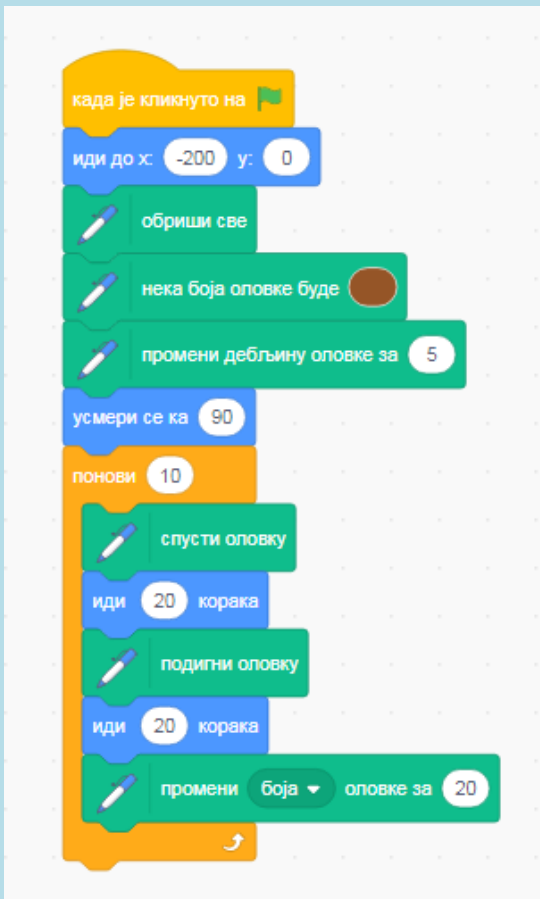 када је кликнуто на
иди до x: -200 y: 0
обриши све
нека боја оловке буде
промени дебљину оловке за 5
усмери се ка 90
понови 10
спусти оловку
иди 20 корака
подигни оловку
иди 20 корака
промени боја оловке за 20